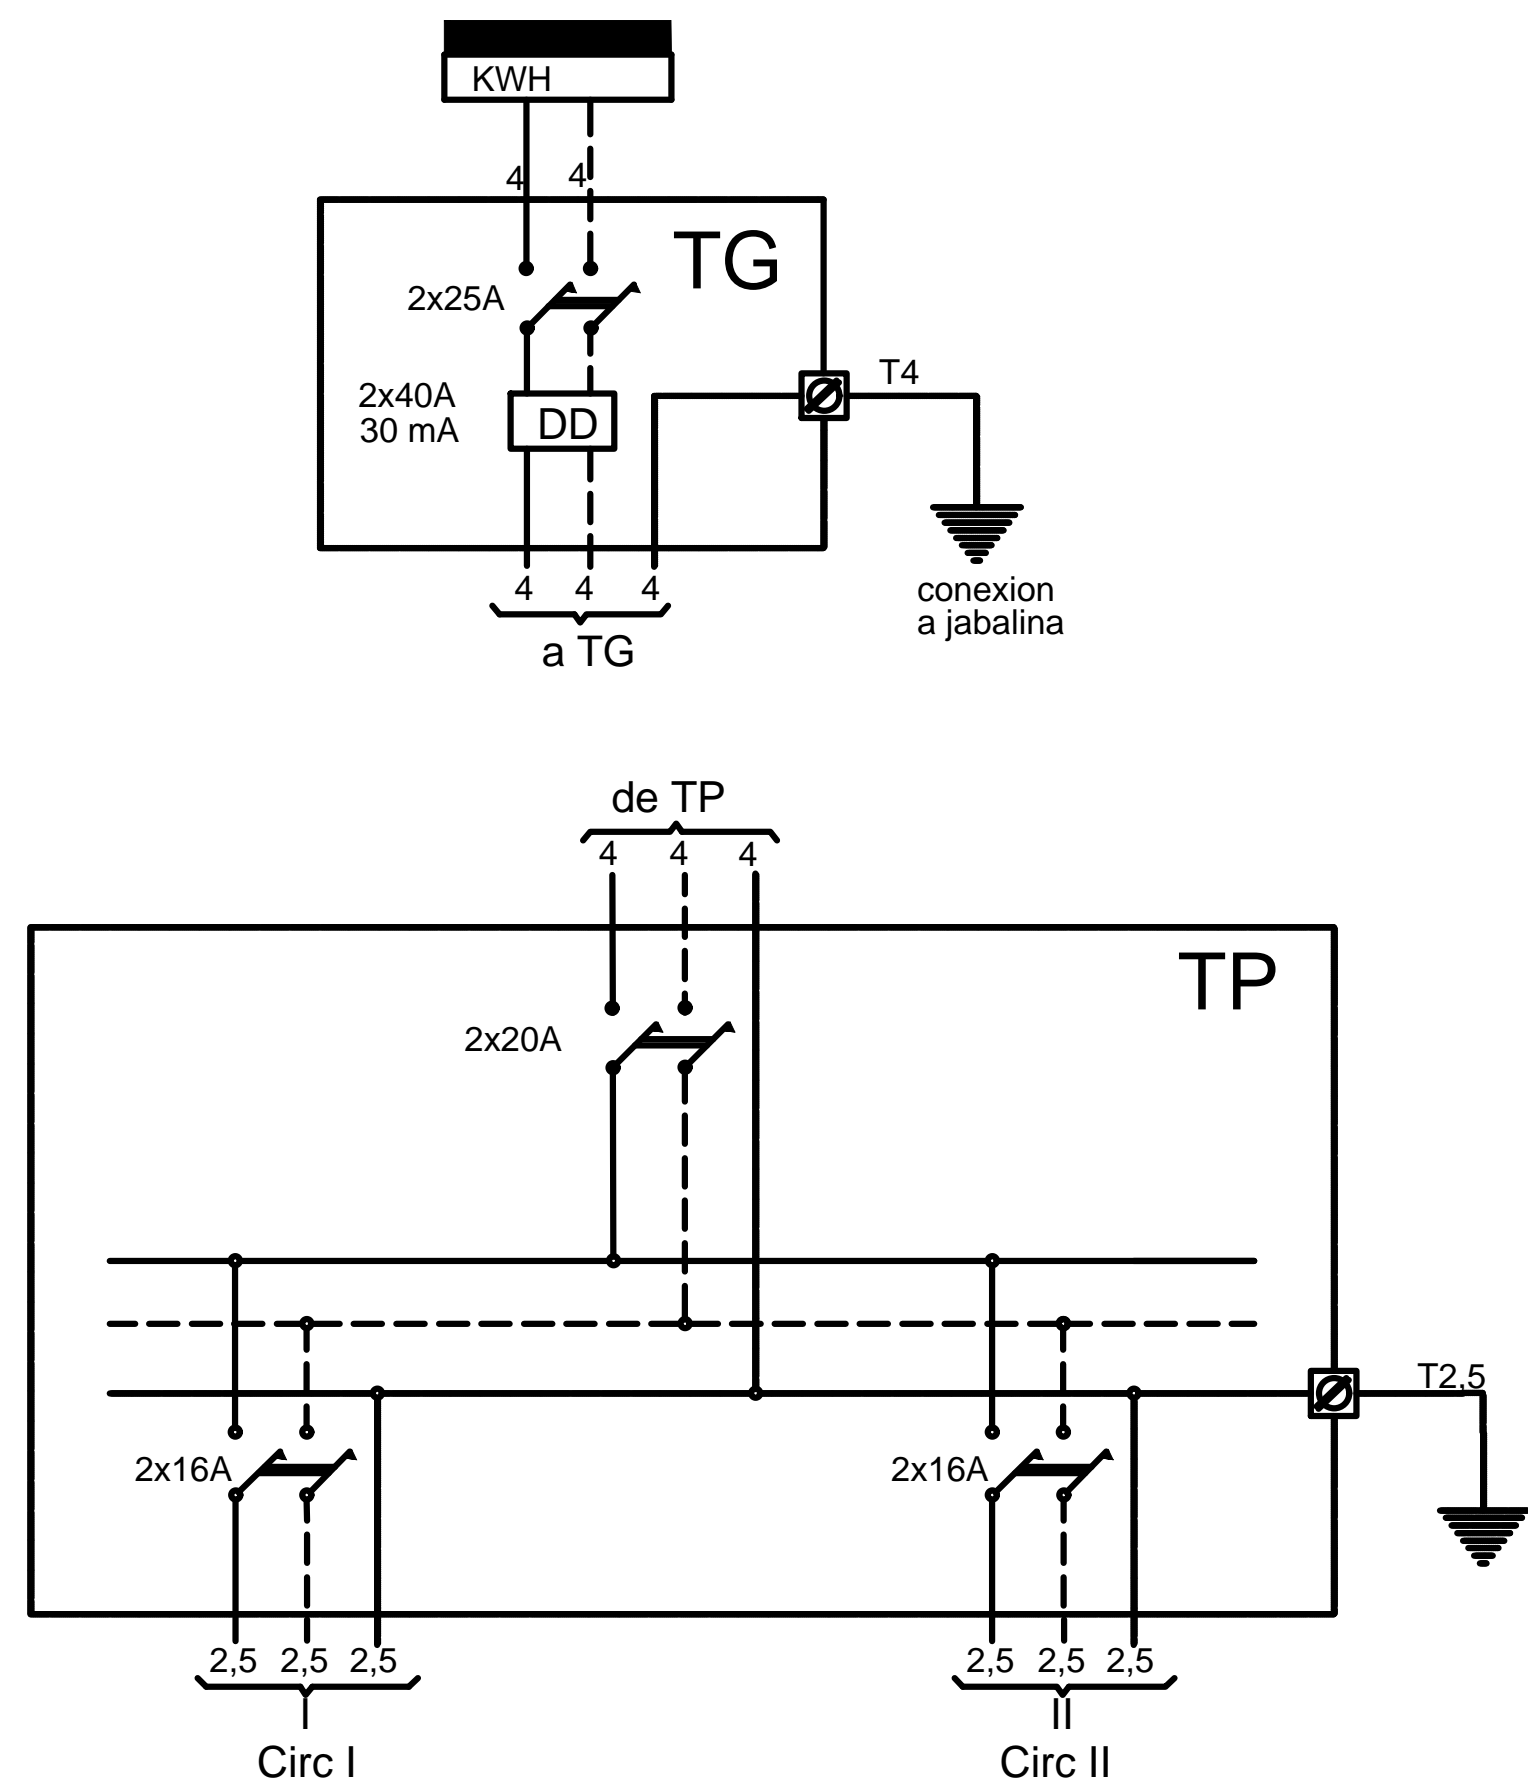 KWH
4 4
TG
2x25A
T4
2x40A
30 mA
DD
4 4 4
conexion
a jabalina
a TG
de TP
4 4 4
TP
2x20A
T2,5
2x16A 2x16A
2,5 2,5 2,5 2,5 2,5 2,5
I II
Circ I Circ II